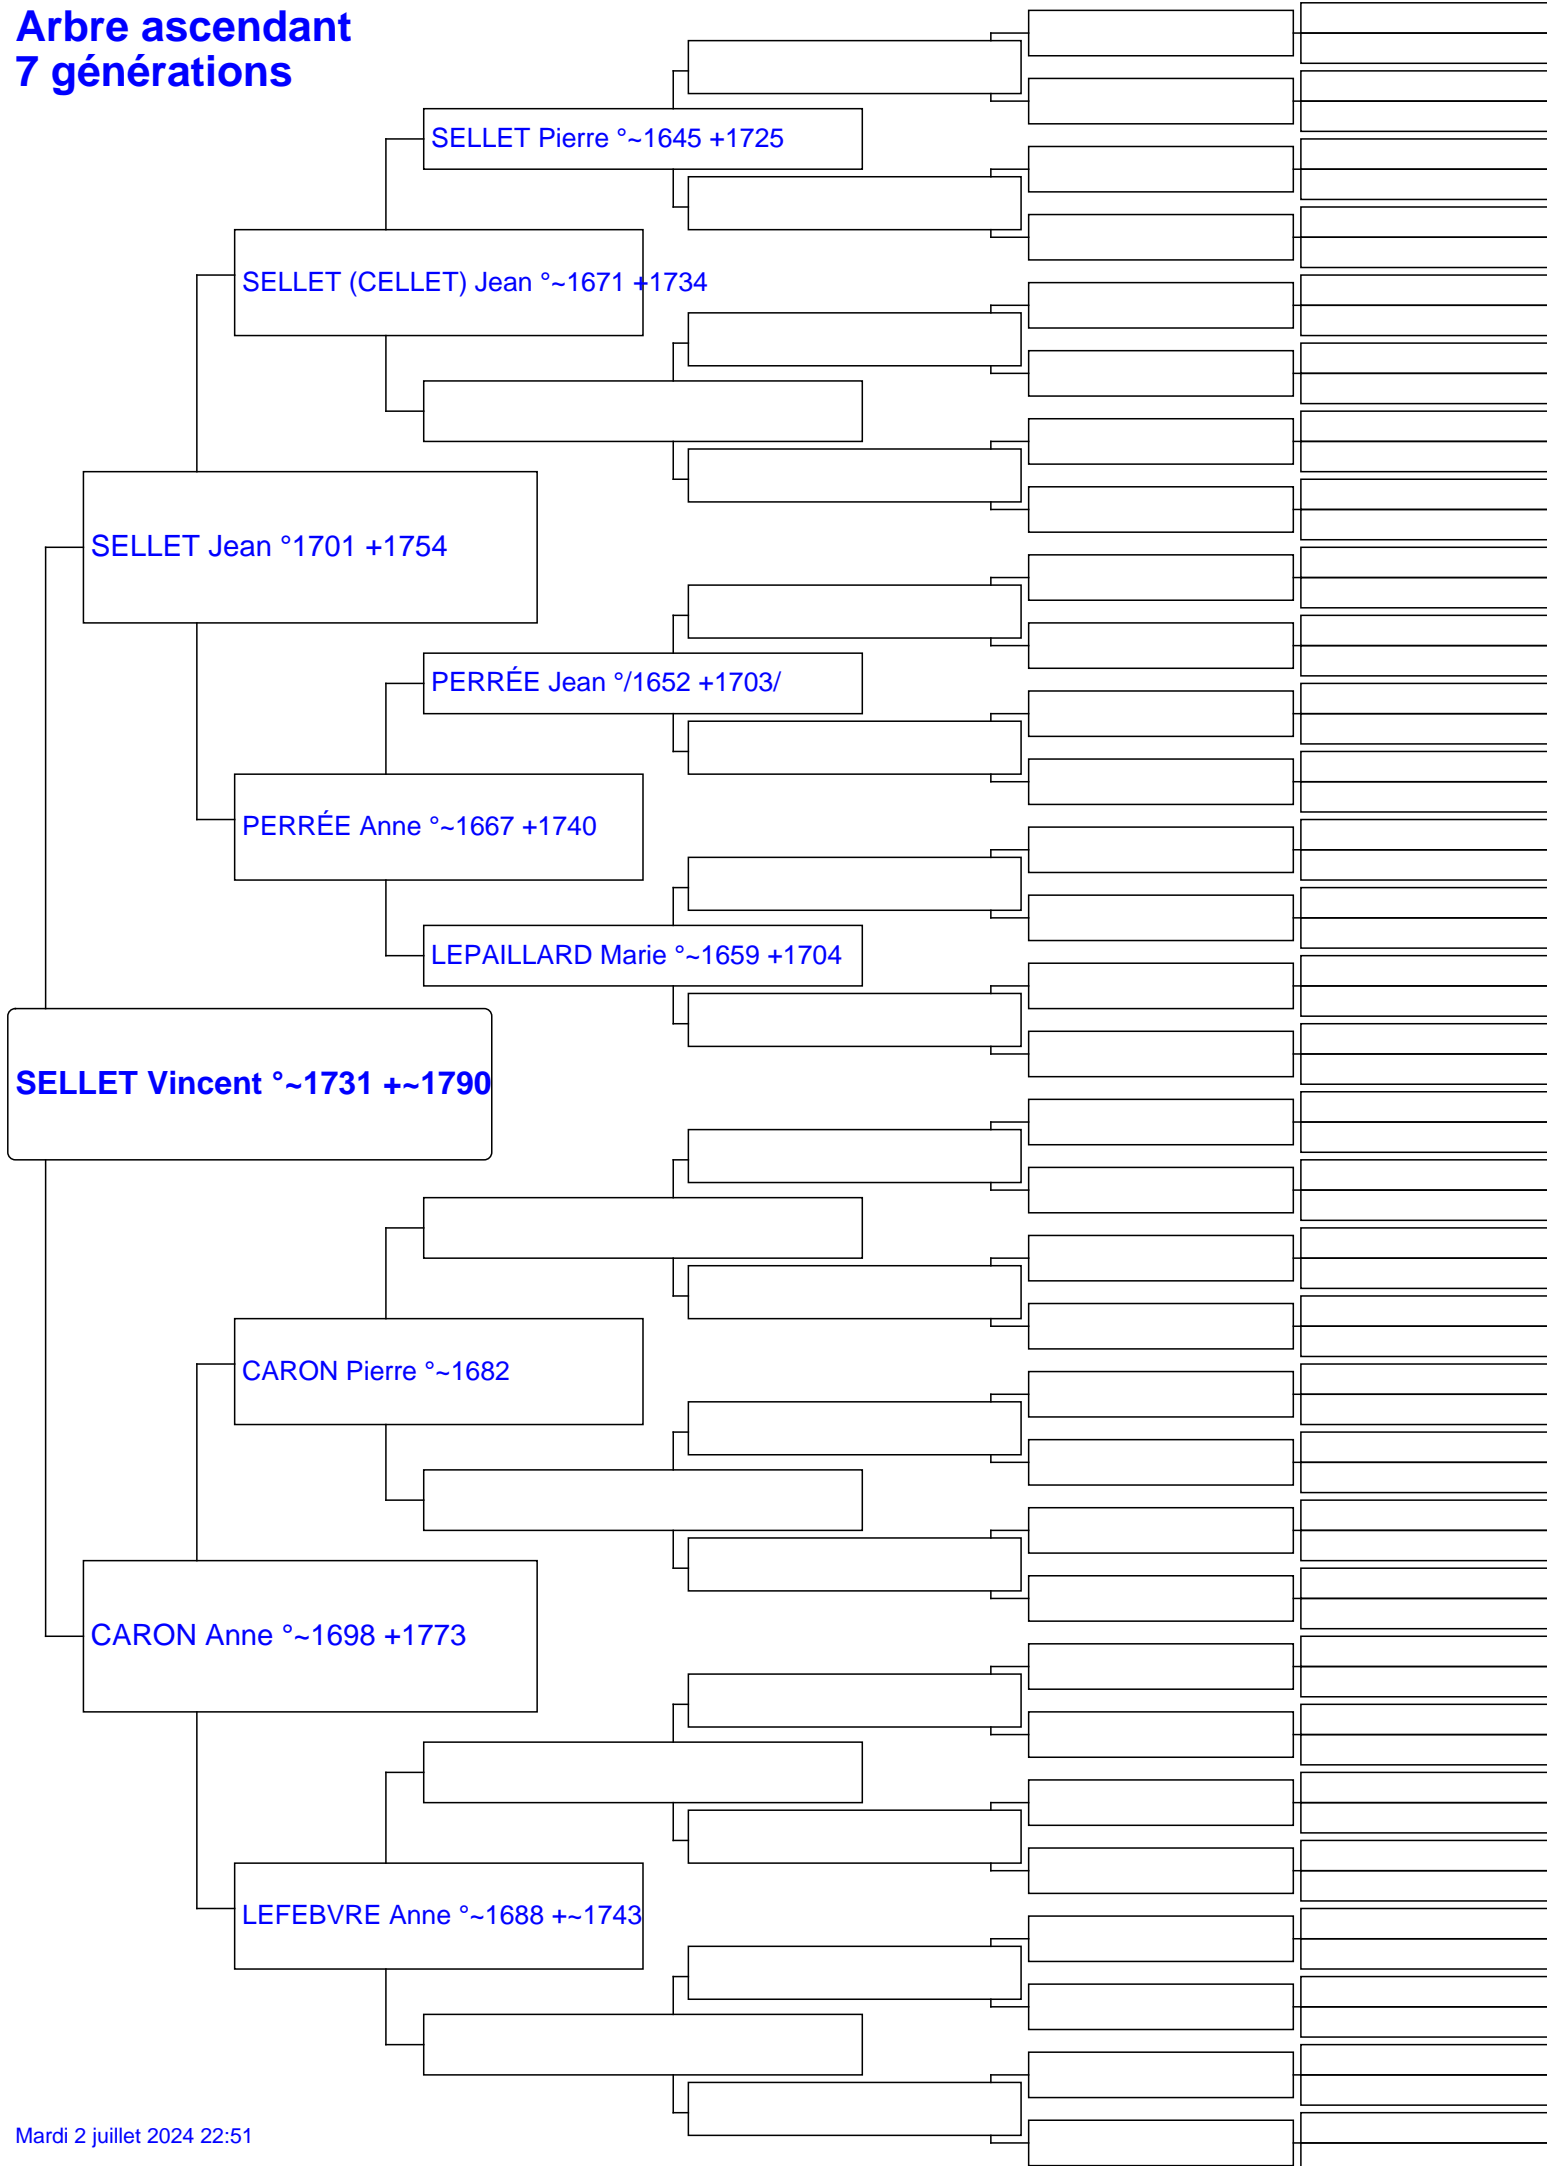 Arbre ascendant
7 générations
SELLET Pierre °~1645 +1725
SELLET (CELLET) Jean °~1671 +1734
SELLET Jean °1701 +1754
PERRÉE Jean °/1652 +1703/
PERRÉE Anne °~1667 +1740
LEPAILLARD Marie °~1659 +1704
SELLET Vincent °~1731 +~1790
CARON Pierre °~1682
CARON Anne °~1698 +1773
LEFEBVRE Anne °~1688 +~1743
Mardi 2 juillet 2024 22:51